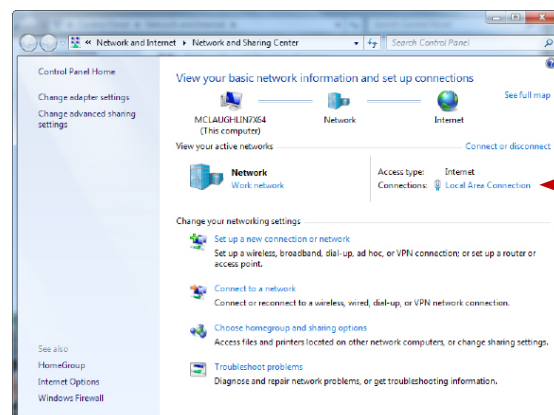 « Network and Internet ▸ Network and Sharing Center
Search Control Panel
Control Panel Home
Change adapter settings
Change advanced sharing
settings
View your basic network information and set up connections
See full map
MCLAUGHLIN7X64
(This computer)
Network
Internet
View your active networks
Connect or disconnect
Network
Work network
Access type:
Internet
Connections:
Local Area Connection
Change your networking settings
Set up a new connection or network
Set up a wireless, broadband, dial-up, ad hoc, or VPN connection; or set up a router or
access point.
Connect to a network
Connect or reconnect to a wireless, wired, dial-up, or VPN network connection.
Choose homegroup and sharing options
Access files and printers located on other network computers, or change sharing settings.
Troubleshoot problems
Diagnose and repair network problems, or get troubleshooting information.
See also
HomeGroup
Internet Options
Windows Firewall